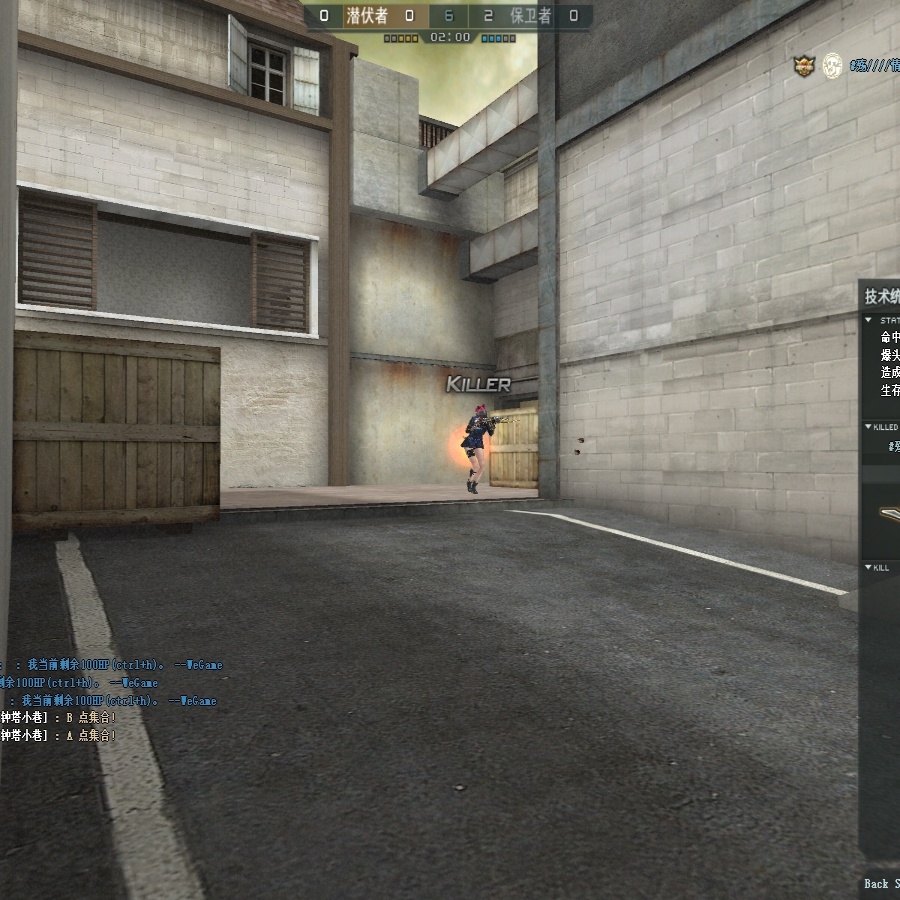 0 潜伏者 0 6 2 保卫者 0
02:00
KILLER
技术统
STAT
命中
爆头
造成
生存
KILLED
KILL
: : 我当前剩余100HP(ctrl+h)。 --WeGame
剩余100HP(ctrl+h)。 --WeGame
: 我当前剩余100HP(ctrl+h)。 --WeGame
钟塔小巷] : B 点集合!
钟塔小巷] : A 点集合!
Back S